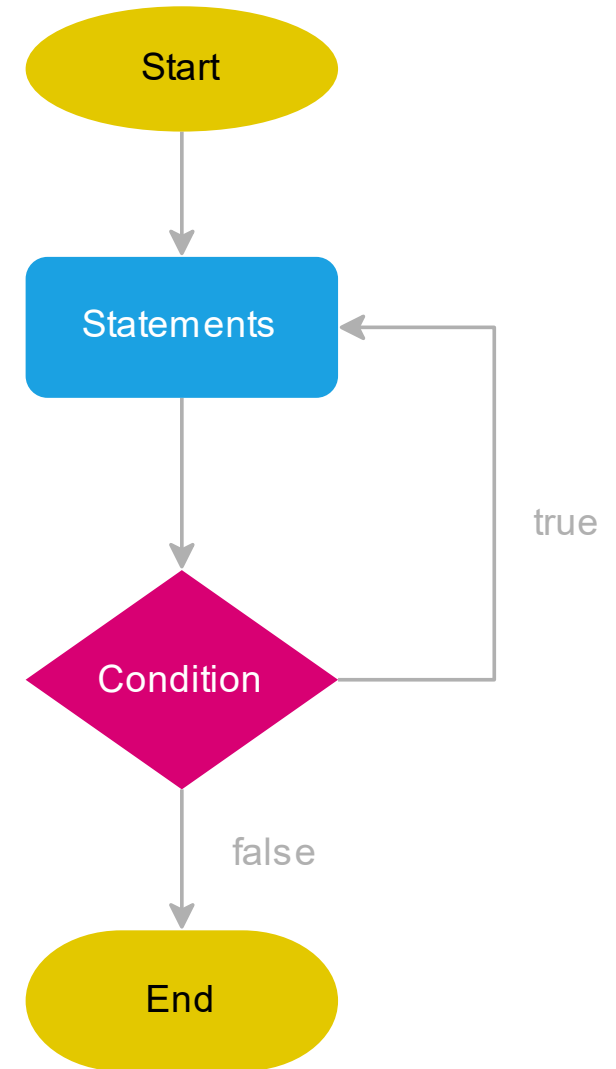 Start
Statements
true
Condition
false
End